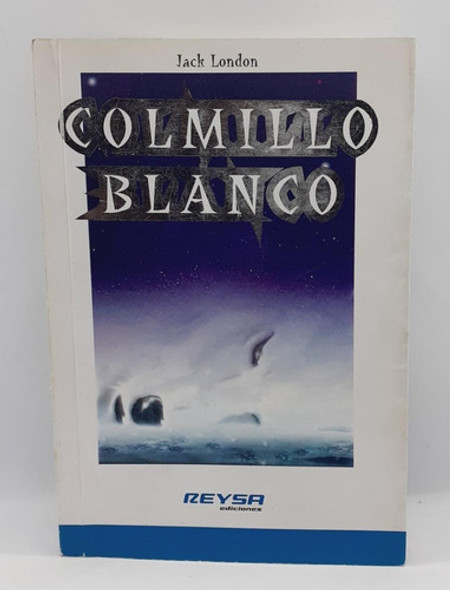 Jack London
COLMILLO
BLANCO
REYSA
ediciones